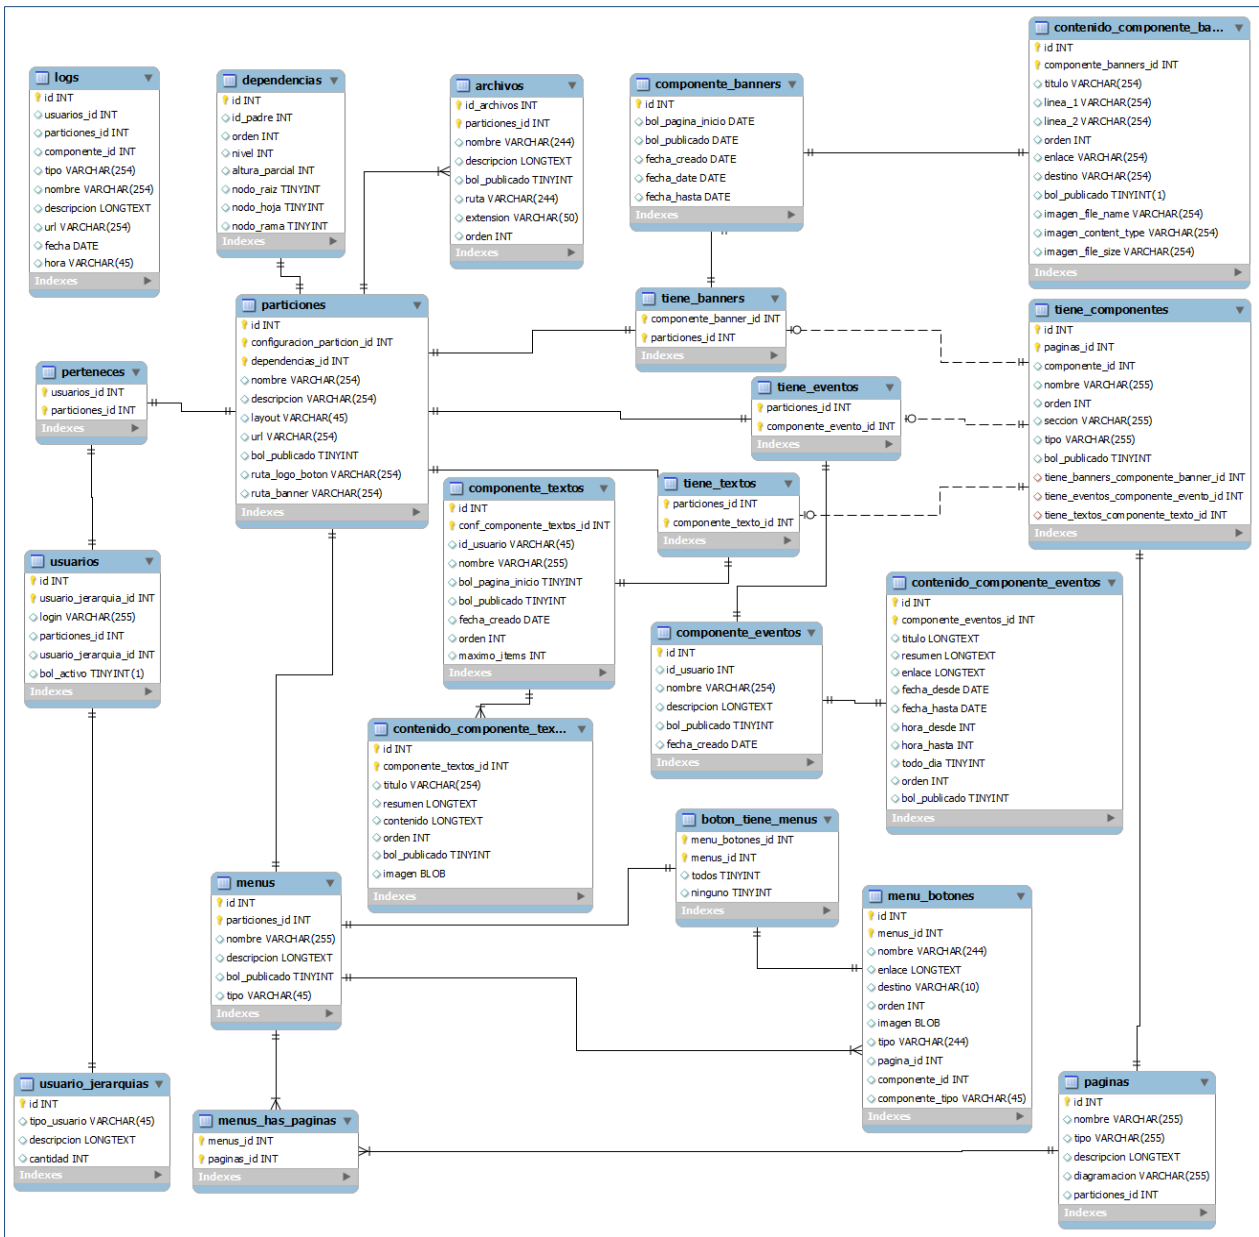 logs
id INT
usuarios_id INT
particiones_id INT
componente_id INT
tipo VARCHAR(254)
nombre VARCHAR(254)
descripcion LONGTEXT
url VARCHAR(254)
fecha DATE
hora VARCHAR(45)
Indexes
dependencias
id INT
id_padre INT
orden INT
nivel INT
altura_parcial INT
nodo_raiz TINYINT
nodo_hoja TINYINT
nodo_rama TINYINT
Indexes
archivos
id_archivos INT
particiones_id INT
nombre VARCHAR(244)
descripcion LONGTEXT
bol_publicado TINYINT
ruta VARCHAR(244)
extension VARCHAR(50)
orden INT
Indexes
componente_banners
id INT
bol_pagina_inicio DATE
bol_publicado DATE
fecha_creado DATE
fecha_date DATE
fecha_hasta DATE
Indexes
contenido_componente_ba...
id INT
componente_banners_id INT
titulo VARCHAR(254)
linea_1 VARCHAR(254)
linea_2 VARCHAR(254)
orden INT
enlace VARCHAR(254)
destino VARCHAR(254)
bol_publicado TINYINT(1)
imagen_file_name VARCHAR(254)
imagen_content_type VARCHAR(254)
imagen_file_size VARCHAR(254)
Indexes
particiones
id INT
configuracion_particion_id INT
dependencias_id INT
nombre VARCHAR(254)
descripcion VARCHAR(254)
layout VARCHAR(45)
url VARCHAR(254)
bol_publicado TINYINT
ruta_logo_boton VARCHAR(254)
ruta_banner VARCHAR(254)
Indexes
tiene_banners
componente_banner_id INT
particiones_id INT
Indexes
tiene_componentes
id INT
paginas_id INT
componente_id INT
nombre VARCHAR(255)
orden INT
seccion VARCHAR(255)
tipo VARCHAR(255)
bol_publicado TINYINT
tiene_banners_componente_banner_id INT
tiene_eventos_componente_evento_id INT
tiene_textos_componente_texto_id INT
Indexes
perteneces
usuarios_id INT
particiones_id INT
Indexes
tiene_eventos
particiones_id INT
componente_evento_id INT
Indexes
componente_textos
id INT
conf_componente_textos_id INT
id_usuario VARCHAR(45)
nombre VARCHAR(255)
bol_pagina_inicio TINYINT
bol_publicado TINYINT
fecha_creado DATE
orden INT
maximo_items INT
Indexes
tiene_textos
particiones_id INT
componente_texto_id INT
Indexes
usuarios
id INT
usuario_jerarquia_id INT
login VARCHAR(255)
particiones_id INT
usuario_jerarquia_id INT
bol_activo TINYINT(1)
Indexes
componente_eventos
id INT
id_usuario INT
nombre VARCHAR(254)
descripcion LONGTEXT
bol_publicado TINYINT
fecha_creado DATE
Indexes
contenido_componente_eventos
id INT
componente_eventos_id INT
titulo LONGTEXT
resumen LONGTEXT
enlace LONGTEXT
fecha_desde DATE
fecha_hasta DATE
hora_desde INT
hora_hasta INT
todo_dia TINYINT
orden INT
bol_publicado TINYINT
Indexes
contenido_componente_tex...
id INT
componente_textos_id INT
titulo VARCHAR(254)
resumen LONGTEXT
contenido LONGTEXT
orden INT
bol_publicado TINYINT
imagen BLOB
Indexes
boton_tiene_menus
menu_botones_id INT
menus_id INT
todos TINYINT
ninguno TINYINT
Indexes
menus
id INT
particiones_id INT
nombre VARCHAR(255)
descripcion LONGTEXT
bol_publicado TINYINT
tipo VARCHAR(45)
Indexes
menu_botones
id INT
menus_id INT
nombre VARCHAR(244)
enlace LONGTEXT
destino VARCHAR(10)
orden INT
imagen BLOB
tipo VARCHAR(244)
pagina_id INT
componente_id INT
componente_tipo VARCHAR(45)
Indexes
usuario_jerarquias
id INT
tipo_usuario VARCHAR(45)
descripcion LONGTEXT
cantidad INT
Indexes
menus_has_paginas
menus_id INT
paginas_id INT
Indexes
paginas
id INT
nombre VARCHAR(255)
tipo VARCHAR(255)
descripcion LONGTEXT
diagramacion VARCHAR(255)
particiones_id INT
Indexes